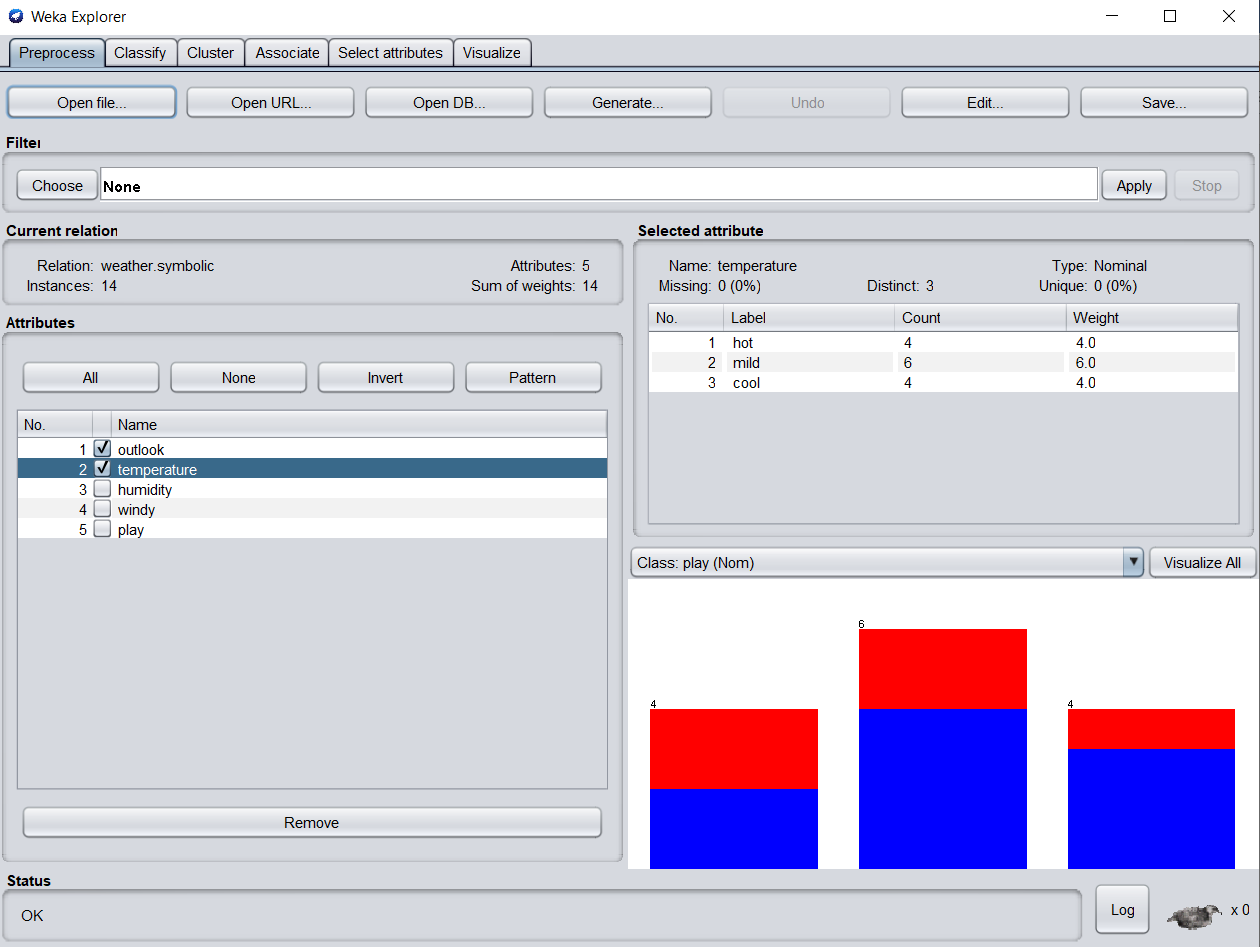 Weka Explorer
Preprocess Classify Cluster Associate Select attributes Visualize
Open file... Open URL... Open DB... Generate... Undo Edit... Save...
Filter
Choose None Apply Stop
Current relation
Relation: weather.symbolic Attributes: 5
Instances: 14 Sum of weights: 14
Attributes
All None Invert Pattern
No. Name
1 outlook
2 temperature
3 humidity
4 windy
5 play
Remove
Selected attribute
Name: temperature Type: Nominal
Missing: 0 (0%) Distinct: 3 Unique: 0 (0%)
No. Label Count Weight
1 hot 4 4.0
2 mild 6 6.0
3 cool 4 4.0
Class: play (Nom) Visualize All
4 6 4
Status
OK
Log x 0